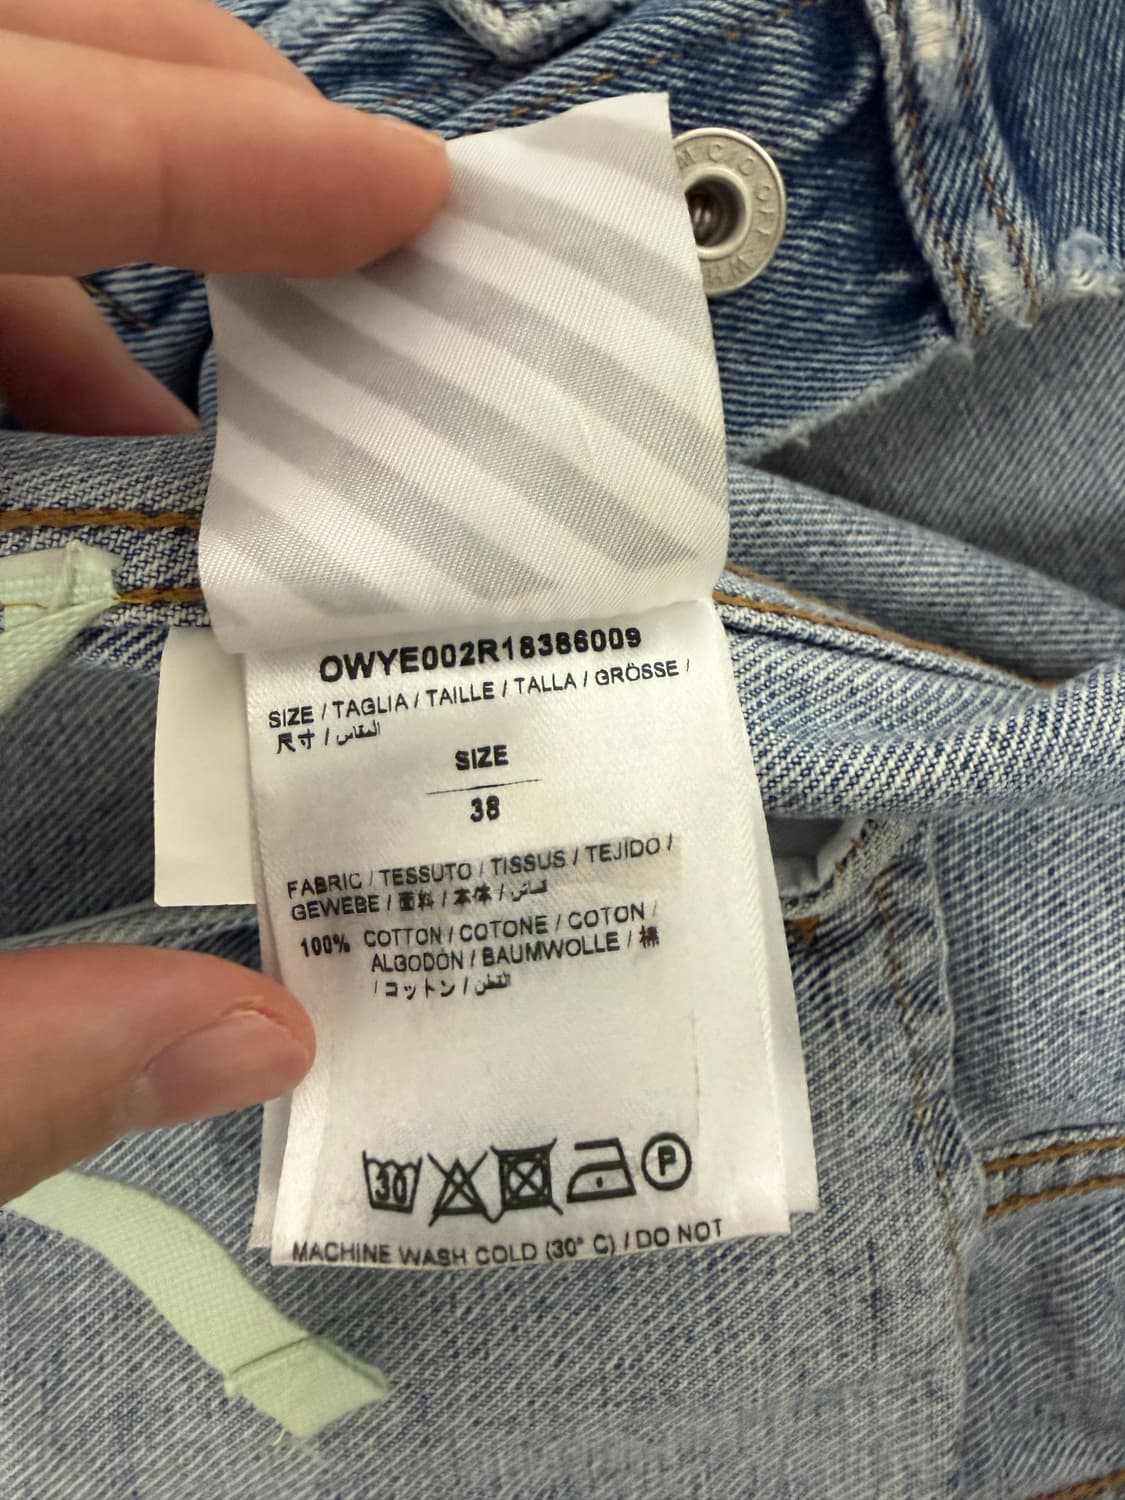 OWYE002R18386009
SIZE / TAGLIA / TAILLE / TALLA / GRÖSSE /
尺寸 / المقاس
SIZE
38
FABRIC / TESSUTO / TISSUS / TEJIDO /
GEWEBE / 面料 / 本体 / قماش
100% COTTON / COTONE / COTON /
ALGODÓN / BAUMWOLLE / 棉
/ コットン / القطن
30
P
MACHINE WASH COLD (30° C) / DO NOT